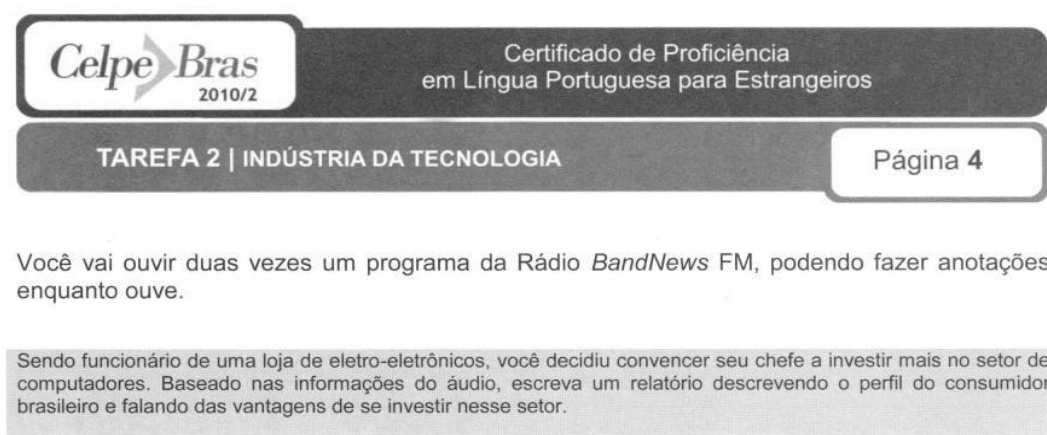 Celpe Bras
2010/2
Certificado de Proficiência
em Língua Portuguesa para Estrangeiros
TAREFA 2 | INDÚSTRIA DA TECNOLOGIA
Página 4
Você vai ouvir duas vezes um programa da Rádio BandNews FM, podendo fazer anotações
enquanto ouve.
Sendo funcionário de uma loja de eletro-eletrônicos, você decidiu convencer seu chefe a investir mais no setor de
computadores. Baseado nas informações do áudio, escreva um relatório descrevendo o perfil do consumidor
brasileiro e falando das vantagens de se investir nesse setor.